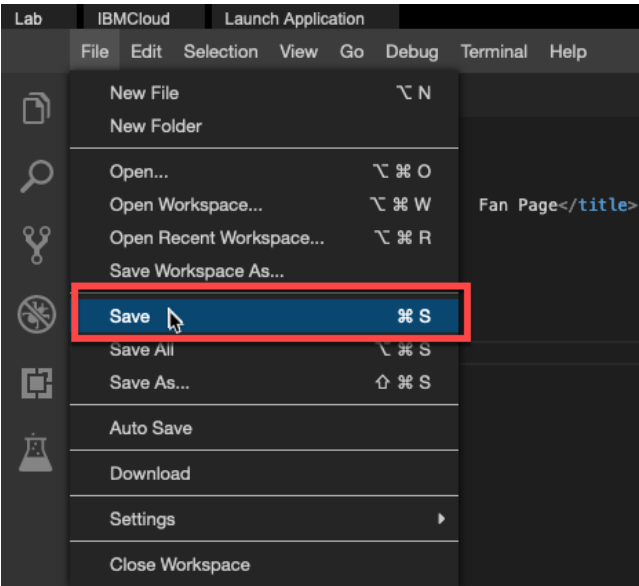 Lab IBMCloud Launch Application
File Edit Selection View Go Debug Terminal Help
New File ⌥ N
New Folder
Open... ⌥ ⌘ O
Open Workspace... ⌥ ⌘ W
Fan Page</title>
Open Recent Workspace... ⌥ ⌘ R
Save Workspace As...
Save ⌘ S
Save All ⌥ ⌘ S
Save As... ⇧ ⌘ S
Auto Save
Download
Settings
Close Workspace